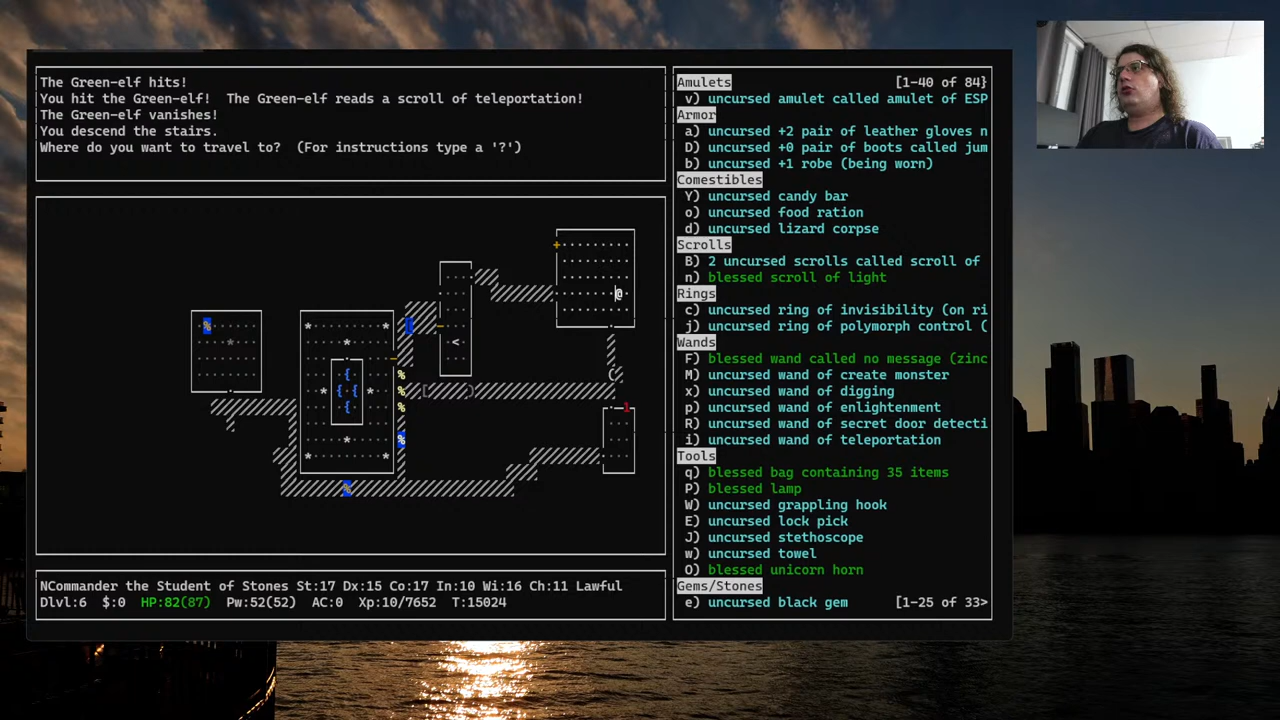 The Green-elf hits!
You hit the Green-elf!  The Green-elf reads a scroll of teleportation!
The Green-elf vanishes!
You descend the stairs.
Where do you want to travel to?  (For instructions type a '?')
Amulets [1-40 of 84}
v) uncursed amulet called amulet of ESP
Armor
a) uncursed +2 pair of leather gloves n
D) uncursed +0 pair of boots called jum
b) uncursed +1 robe (being worn)
Comestibles
Y) uncursed candy bar
o) uncursed food ration
d) uncursed lizard corpse
Scrolls
B) 2 uncursed scrolls called scroll of
n) blessed scroll of light
Rings
c) uncursed ring of invisibility (on ri
j) uncursed ring of polymorph control (
Wands
F) blessed wand called no message (zinc
M) uncursed wand of create monster
x) uncursed wand of digging
p) uncursed wand of enlightenment
R) uncursed wand of secret door detecti
i) uncursed wand of teleportation
Tools
q) blessed bag containing 35 items
P) blessed lamp
W) uncursed grappling hook
E) uncursed lock pick
J) uncursed stethoscope
w) uncursed towel
O) blessed unicorn horn
Gems/Stones
e) uncursed black gem [1-25 of 33>
NCommander the Student of Stones St:17 Dx:15 Co:17 In:10 Wi:16 Ch:11 Lawful
Dlvl:6 $:0 HP:82(87) Pw:52(52) AC:0 Xp:10/7652 T:15024